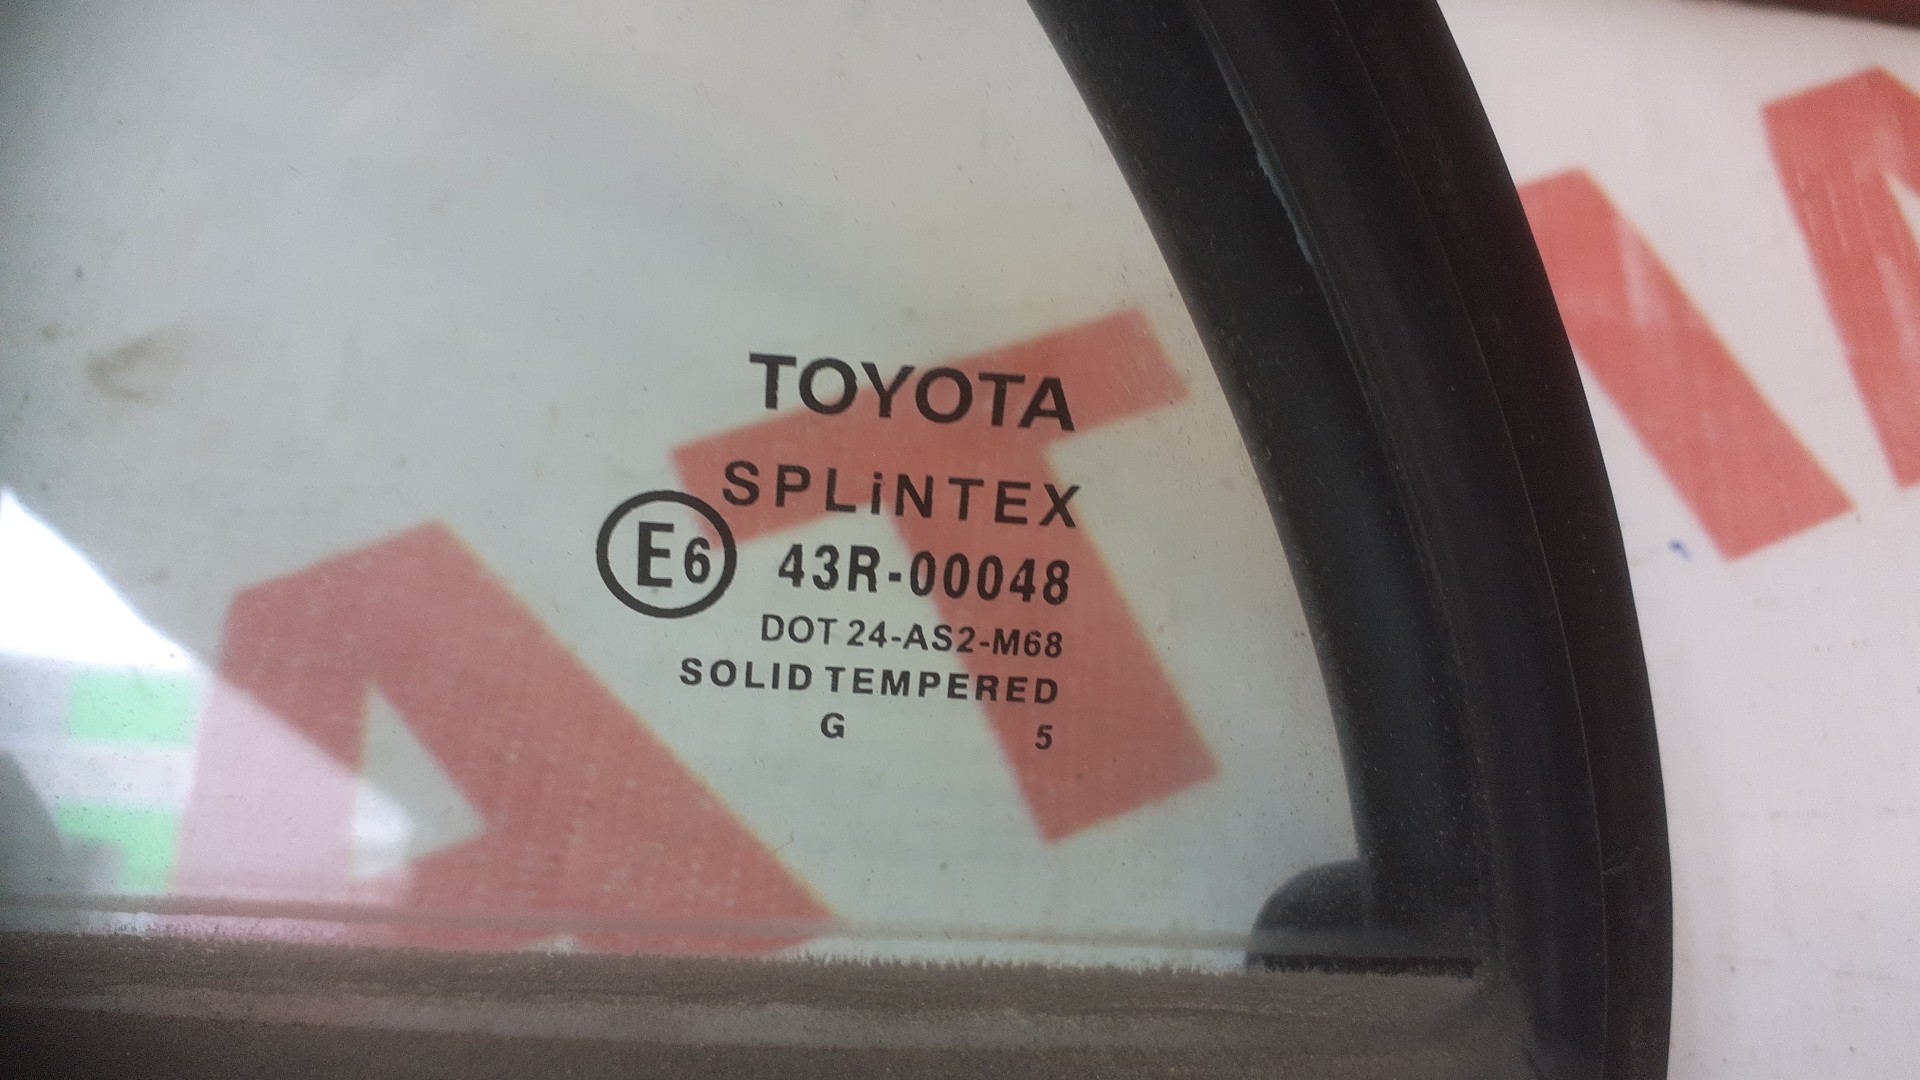 TOYOTA
SPLiNTEX
E6 43R-00048
DOT 24-AS2-M68
SOLID TEMPERED
G 5